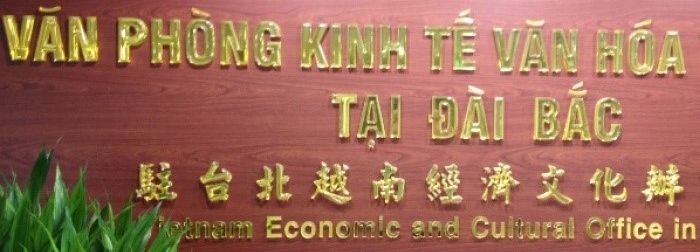 VĂN PHÒNG KINH TẾ VĂN HÓA
TẠI ĐÀI BẮC
駐台北越南經濟文化辦
Vietnam Economic and Cultural Office in